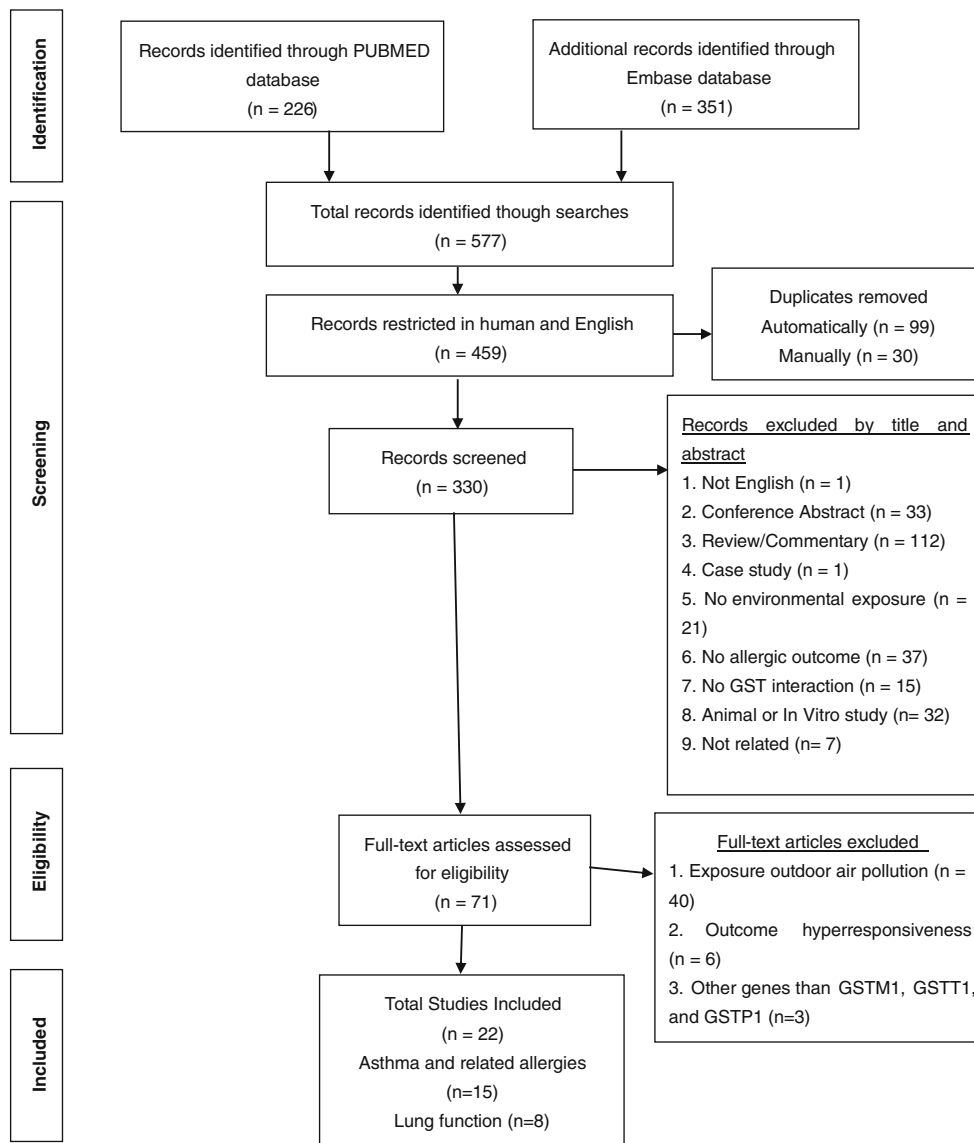 Identification
Records identified through PUBMED
database
(n = 226)
Additional records identified through
Embase database
(n = 351)
Screening
Total records identified though searches
(n = 577)
Records restricted in human and English
(n = 459)
Duplicates removed
Automatically (n = 99)
Manually (n = 30)
Records screened
(n = 330)
Records excluded by title and
abstract
1. Not English (n = 1)
2. Conference Abstract (n = 33)
3. Review/Commentary (n = 112)
4. Case study (n = 1)
5. No environmental exposure (n =
21)
6. No allergic outcome (n = 37)
7. No GST interaction (n = 15)
8. Animal or In Vitro study (n= 32)
9. Not related (n= 7)
Eligibility
Full-text articles assessed
for eligibility
(n = 71)
Full-text articles excluded
1. Exposure outdoor air pollution (n =
40)
2. Outcome hyperresponsiveness
(n = 6)
3. Other genes than GSTM1, GSTT1,
and GSTP1 (n=3)
Included
Total Studies Included
(n = 22)
Asthma and related allergies
(n=15)
Lung function (n=8)